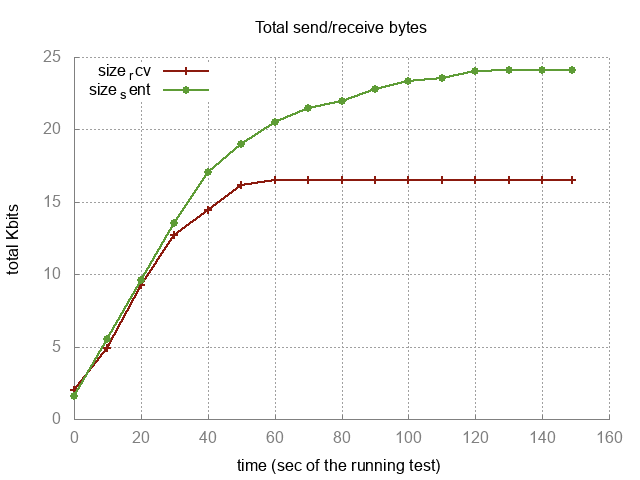 Total send/receive bytes
25
size rcv
size sent
20
15
total Kbits
10
5
0
0 20 40 60 80 100 120 140 160
time (sec of the running test)